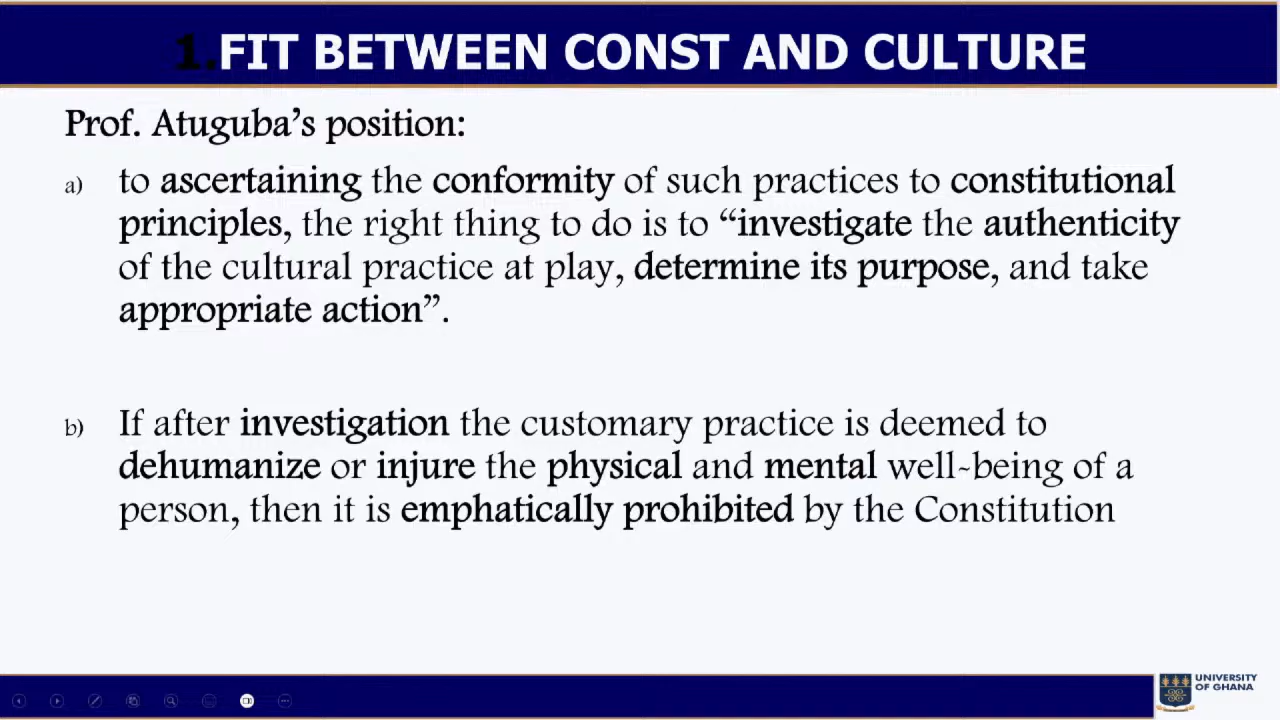 1.FIT BETWEEN CONST AND CULTURE
Prof. Atuguba’s position:
a) to ascertaining the conformity of such practices to constitutional
principles, the right thing to do is to “investigate the authenticity
of the cultural practice at play, determine its purpose, and take
appropriate action”.
b) If after investigation the customary practice is deemed to
dehumanize or injure the physical and mental well-being of a
person, then it is emphatically prohibited by the Constitution
UNIVERSITY
OF GHANA